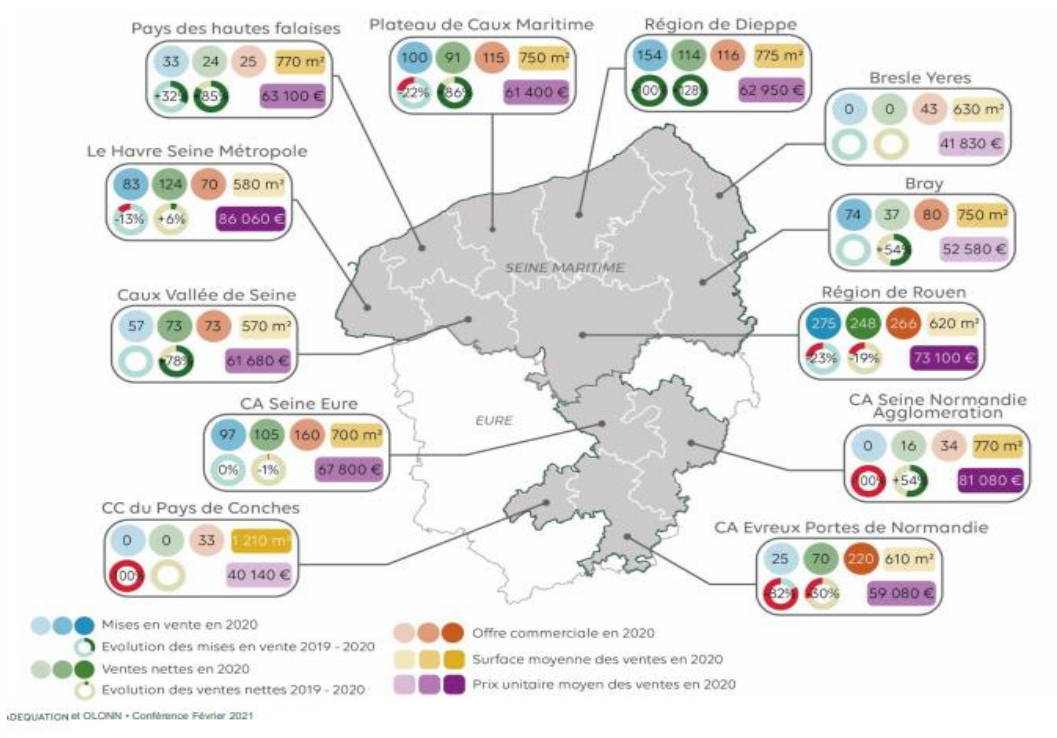 Pays des hautes falaises
33 24 25 770 m²
+32% +85% 63 100 €
Plateau de Caux Maritime
100 91 115 750 m²
-22% +86% 61 400 €
Région de Dieppe
154 114 116 775 m²
+100% +128% 62 950 €
Bresle Yeres
0 0 43 630 m²
41 830 €
Le Havre Seine Métropole
83 124 70 580 m²
-13% +6% 86 060 €
Bray
74 37 80 750 m²
+54% 52 580 €
SEINE MARITIME
Caux Vallée de Seine
57 73 73 570 m²
+78% 61 680 €
Région de Rouen
275 248 266 620 m²
-23% -19% 73 100 €
CA Seine Eure
97 105 160 700 m²
0% -1% 67 800 €
EURE
CA Seine Normandie
Agglomeration
0 16 34 770 m²
-100% +54% 81 080 €
CC du Pays de Conches
0 0 33 1 210 m²
-100% 40 140 €
CA Evreux Portes de Normandie
25 70 220 610 m²
-82% -30% 59 080 €
Mises en vente en 2020
Evolution des mises en vente 2019 - 2020
Ventes nettes en 2020
Evolution des ventes nettes 2019 - 2020
Offre commerciale en 2020
Surface moyenne des ventes en 2020
Prix unitaire moyen des ventes en 2020
ADEQUATION et OLONN • Conférence Février 2021